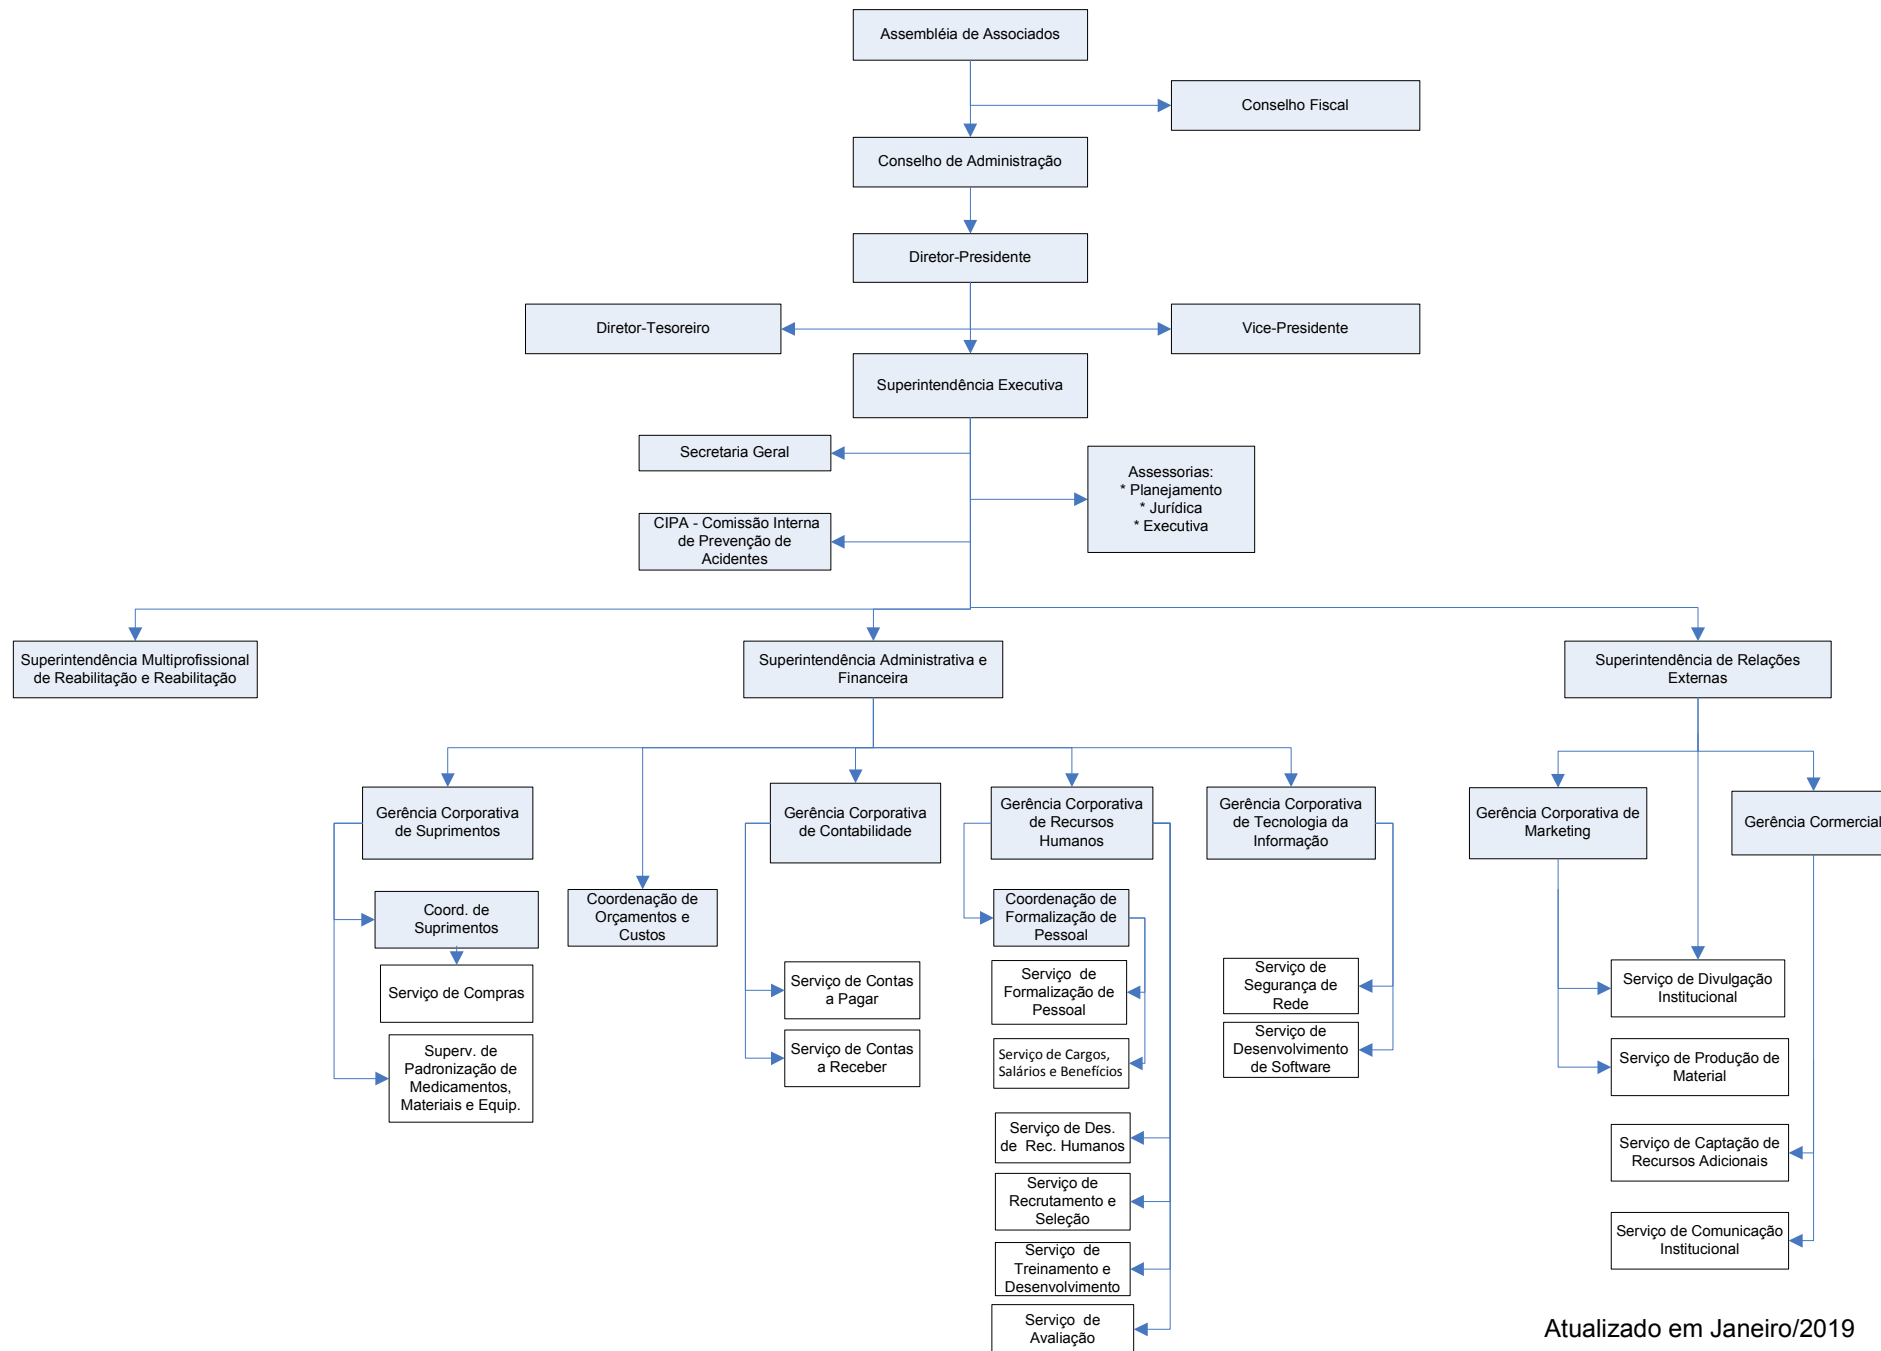 Assembléia de Associados
Conselho Fiscal
Conselho de Administração
Diretor-Presidente
Diretor-Tesoreiro
Vice-Presidente
Superintendência Executiva
Secretaria Geral
Assessorias:
* Planejamento
* Jurídica
* Executiva
CIPA - Comissão Interna
de Prevenção de
Acidentes
Superintendência Multiprofissional
de Reabilitação e Reabilitação
Superintendência Administrativa e
Financeira
Superintendência de Relações
Externas
Gerência Corporativa
de Suprimentos
Gerência Corporativa
de Contabilidade
Gerência Corporativa
de Recursos
Humanos
Gerência Corporativa
de Tecnologia da
Informação
Gerência Corporativa de
Marketing
Gerência Cormercial
Coord. de
Suprimentos
Coordenação de
Orçamentos e
Custos
Coordenação de
Formalização de
Pessoal
Serviço de Compras
Serviço de Contas
a Pagar
Serviço de
Formalização de
Pessoal
Serviço de
Segurança de
Rede
Serviço de Divulgação
Institucional
Superv. de
Padronização de
Medicamentos,
Materiais e Equip.
Serviço de Contas
a Receber
Serviço de Cargos,
Salários e Benefícios
Serviço de
Desenvolvimento
de Software
Serviço de Produção de
Material
Serviço de Des.
de Rec. Humanos
Serviço de Captação de
Recursos Adicionais
Serviço de
Recrutamento e
Seleção
Serviço de Comunicação
Institucional
Serviço de
Treinamento e
Desenvolvimento
Serviço de
Avaliação
Atualizado em Janeiro/2019